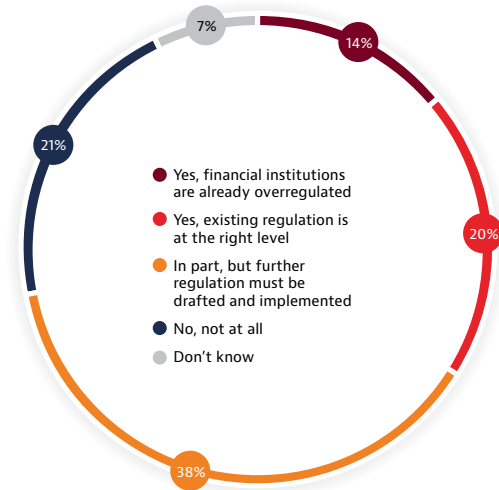 7%
14%
21%
Yes, financial institutions
are already overregulated
Yes, existing regulation is
at the right level
20%
In part, but further
regulation must be
drafted and implemented
No, not at all
Don't know
38%